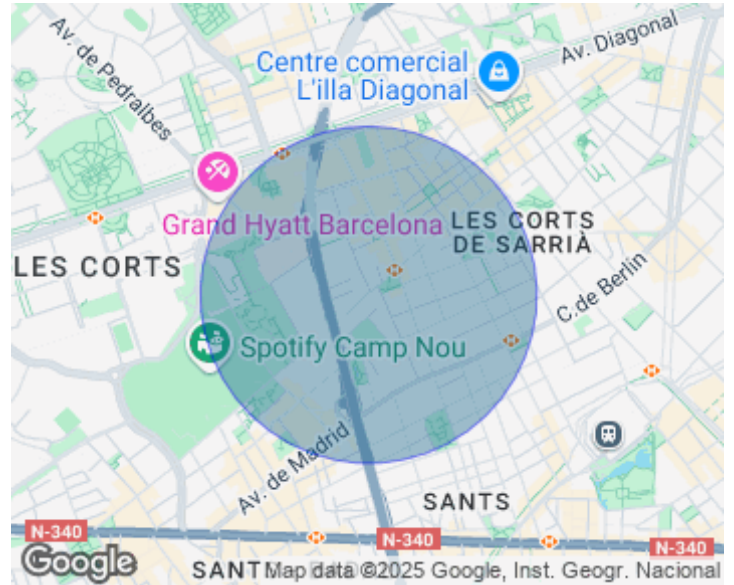 Av. de Pedralbes
Centre comercial
L'illa Diagonal
Av. Diagonal
Grand Hyatt Barcelona
LES CORTS
DE SARRIÀ
LES CORTS
C. de Berlin
Spotify Camp Nou
Av. de Madrid
SANTS
N-340
N-340
N-340
Google
SANT
Map data ©2025 Google, Inst. Geogr. Nacional